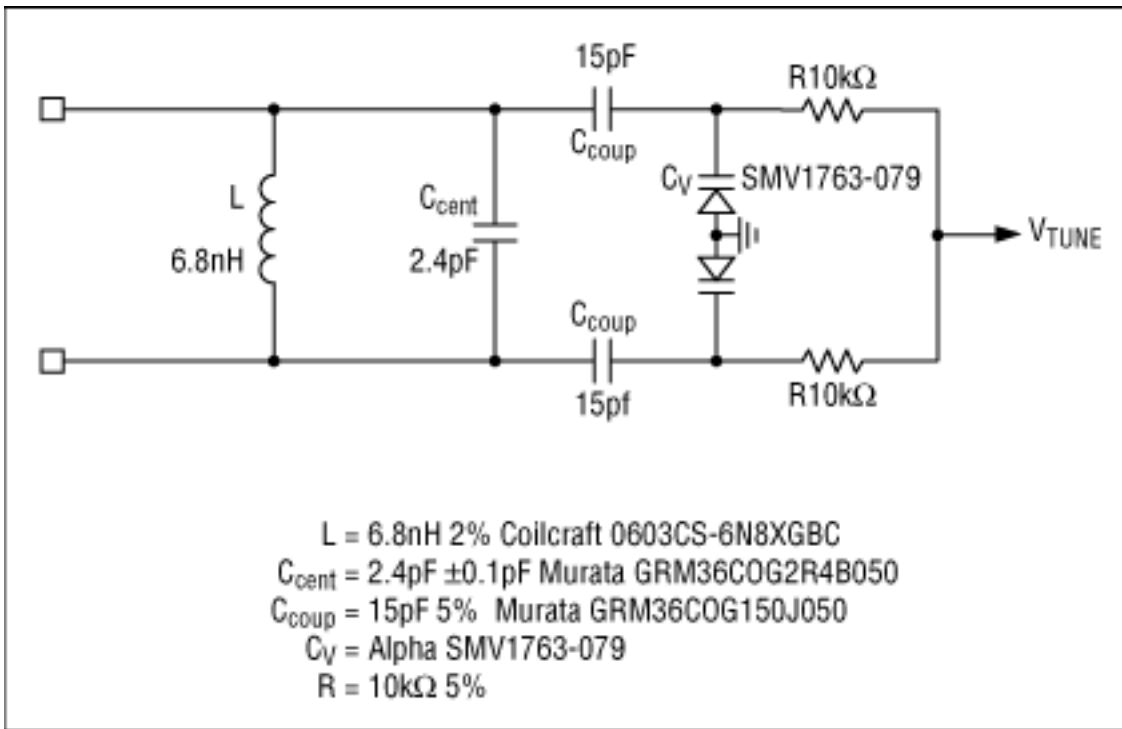 15pF
R10kΩ
Ccoup
L
Ccent
CV
SMV1763-079
6.8nH
2.4pF
VTUNE
Ccoup
15pf
R10kΩ
L = 6.8nH 2% Coilcraft 0603CS-6N8XGBC
Ccent = 2.4pF ±0.1pF Murata GRM36COG2R4B050
Ccoup = 15pF 5% Murata GRM36COG150J050
CV = Alpha SMV1763-079
R = 10kΩ 5%